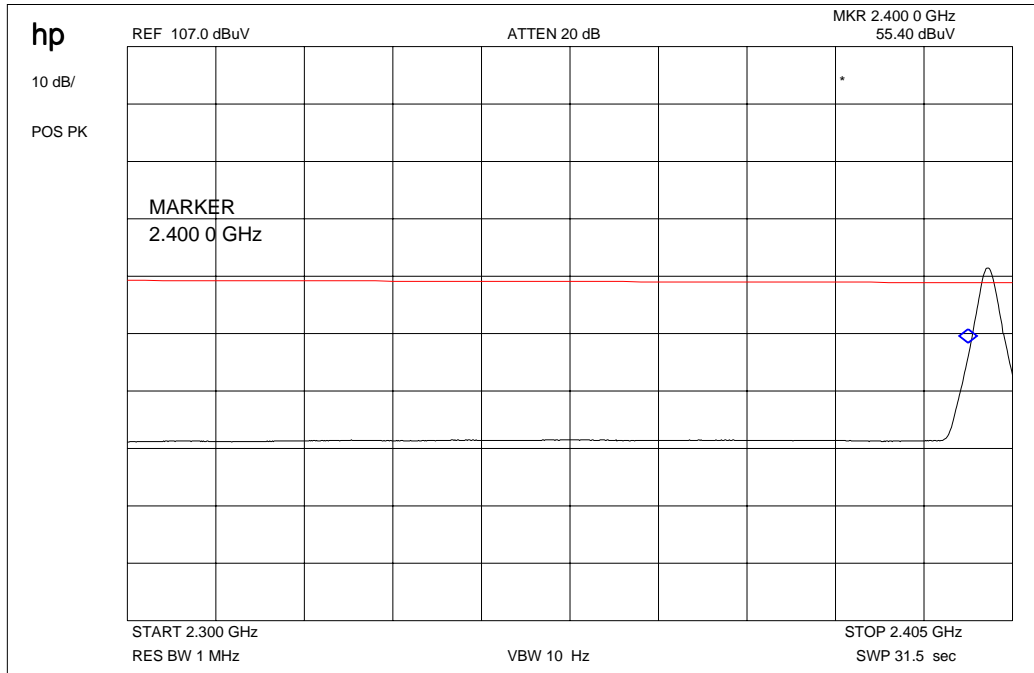 hp
REF 107.0 dBuV
ATTEN 20 dB
MKR 2.400 0 GHz
55.40 dBuV
10 dB/
*
POS PK
MARKER
2.400 0 GHz
START 2.300 GHz
STOP 2.405 GHz
RES BW 1 MHz
VBW 10 Hz
SWP 31.5 sec